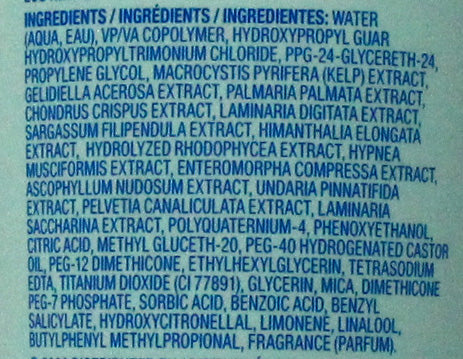 INGREDIENTS / INGRÉDIENTS / INGREDIENTES: WATER
(AQUA, EAU), VP/VA COPOLYMER, HYDROXYPROPYL GUAR
HYDROXYPROPYLTRIMONIUM CHLORIDE, PPG-24-GLYCERETH-24,
PROPYLENE GLYCOL, MACROCYSTIS PYRIFERA (KELP) EXTRACT,
GELIDIELLA ACEROSA EXTRACT, PALMARIA PALMATA EXTRACT,
CHONDRUS CRISPUS EXTRACT, LAMINARIA DIGITATA EXTRACT,
SARGASSUM FILIPENDULA EXTRACT, HIMANTHALIA ELONGATA
EXTRACT, HYDROLYZED RHODOPHYCEA EXTRACT, HYPNEA
MUSCIFORMIS EXTRACT, ENTEROMORPHA COMPRESSA EXTRACT,
ASCOPHYLLUM NUDOSUM EXTRACT, UNDARIA PINNATIFIDA
EXTRACT, PELVETIA CANALICULATA EXTRACT, LAMINARIA
SACCHARINA EXTRACT, POLYQUATERNIUM-4, PHENOXYETHANOL,
CITRIC ACID, METHYL GLUCETH-20, PEG-40 HYDROGENATED CASTOR
OIL, PEG-12 DIMETHICONE, ETHYLHEXYLGLYCERIN, TETRASODIUM
EDTA, TITANIUM DIOXIDE (CI 77891), GLYCERIN, MICA, DIMETHICONE
PEG-7 PHOSPHATE, SORBIC ACID, BENZOIC ACID, BENZYL
SALICYLATE, HYDROXYCITRONELLAL, LIMONENE, LINALOOL,
BUTYLPHENYL METHYLPROPIONAL, FRAGRANCE (PARFUM).